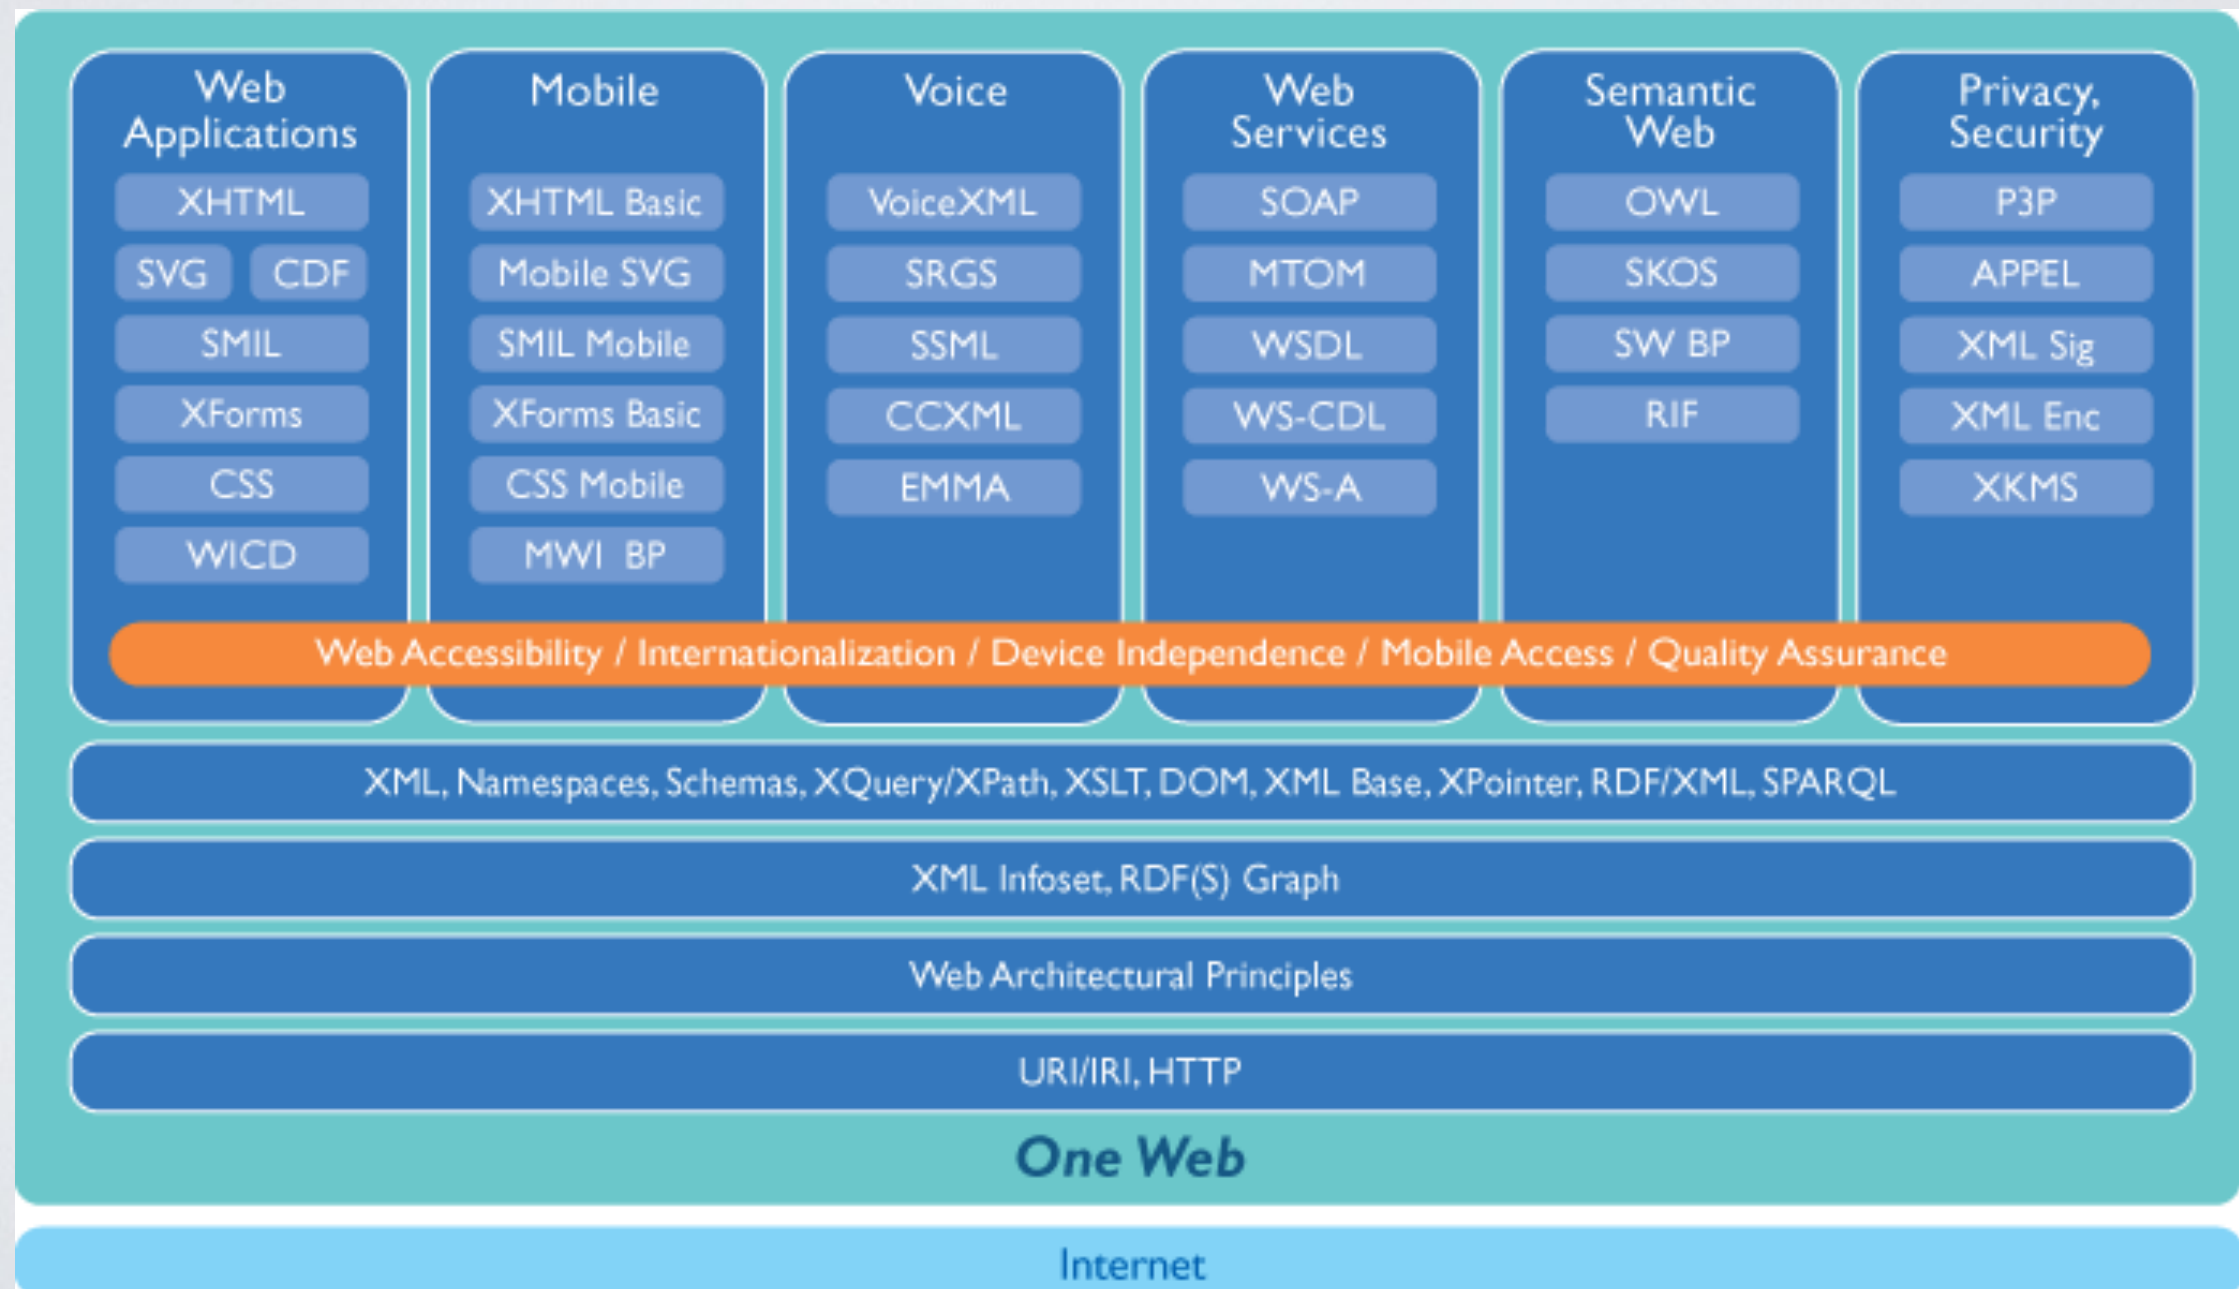 Web
Applications
XHTML
SVG
CDF
SMIL
XForms
CSS
WICD
Mobile
XHTML Basic
Mobile SVG
SMIL Mobile
XForms Basic
CSS Mobile
MWI BP
Voice
VoiceXML
SRGS
SSML
CCXML
EMMA
Web
Services
SOAP
MTOM
WSDL
WS-CDL
WS-A
Semantic
Web
OWL
SKOS
SW BP
RIF
Privacy,
Security
P3P
APPEL
XML Sig
XML Enc
XKMS
Web Accessibility / Internationalization / Device Independence / Mobile Access / Quality Assurance
XML, Namespaces, Schemas, XQuery/XPath, XSLT, DOM, XML Base, XPointer, RDF/XML, SPARQL
XML Infoset, RDF(S) Graph
Web Architectural Principles
URI/IRI, HTTP
One Web
Internet